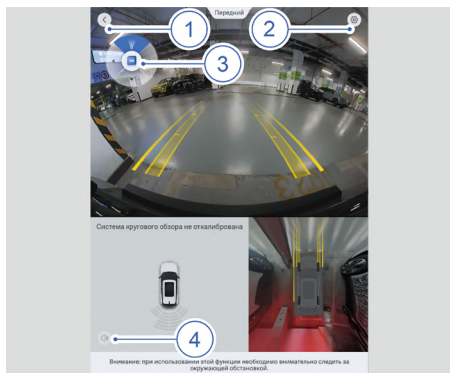 Передний
1
2
3
Система кругового обзора не откалибрована
4
Внимание: при использовании этой функции необходимо внимательно следить за
окружающей обстановкой.